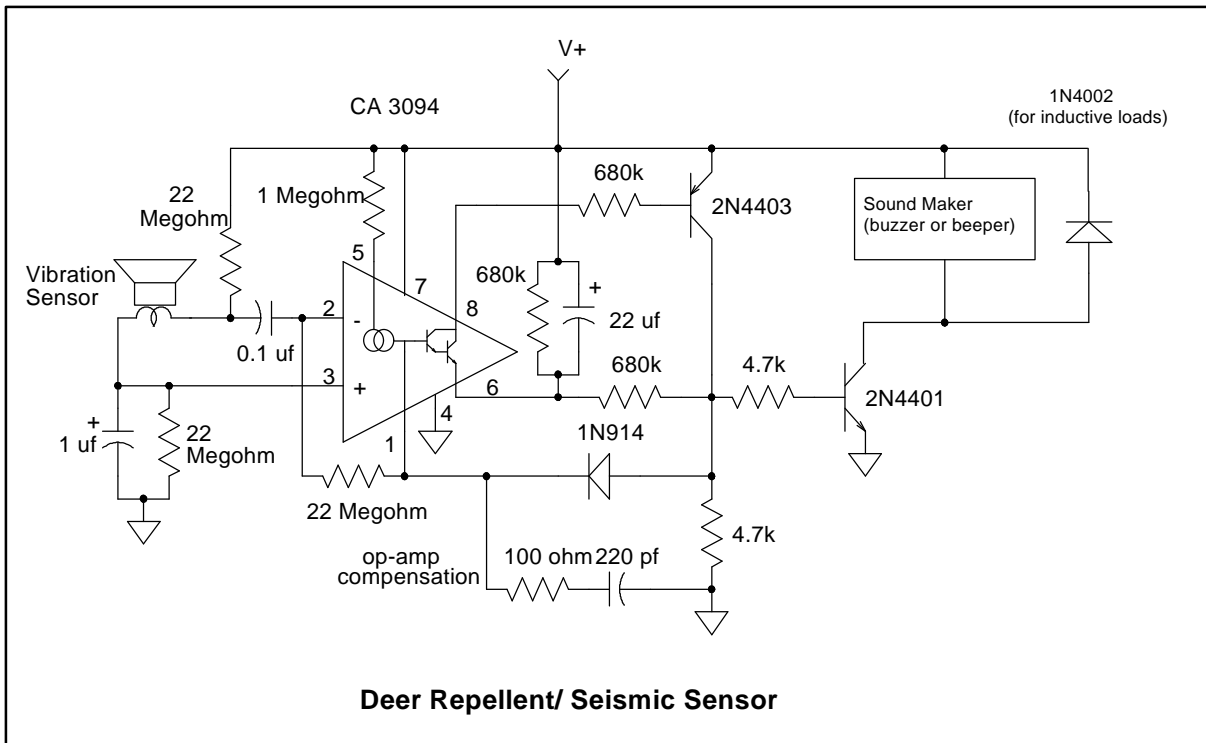 V+
CA 3094
1N4002
(for inductive loads)
22
Megohm
1 Megohm
680k
2N4403
Sound Maker
(buzzer or beeper)
Vibration
Sensor
5
7
680k
+
8
22 uf
2
-
0.1 uf
680k
4.7k
3
+
6
2N4401
4
+
1 uf
22
Megohm
1
1N914
22 Megohm
4.7k
op-amp
compensation
100 ohm
220 pf
Deer Repellent/ Seismic Sensor